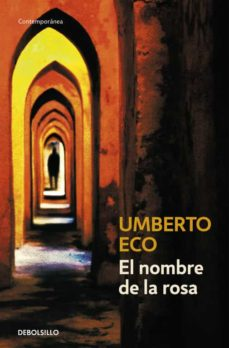 Contemporánea
UMBERTO
ECO
El nombre
de la rosa
DEBOLSILLO